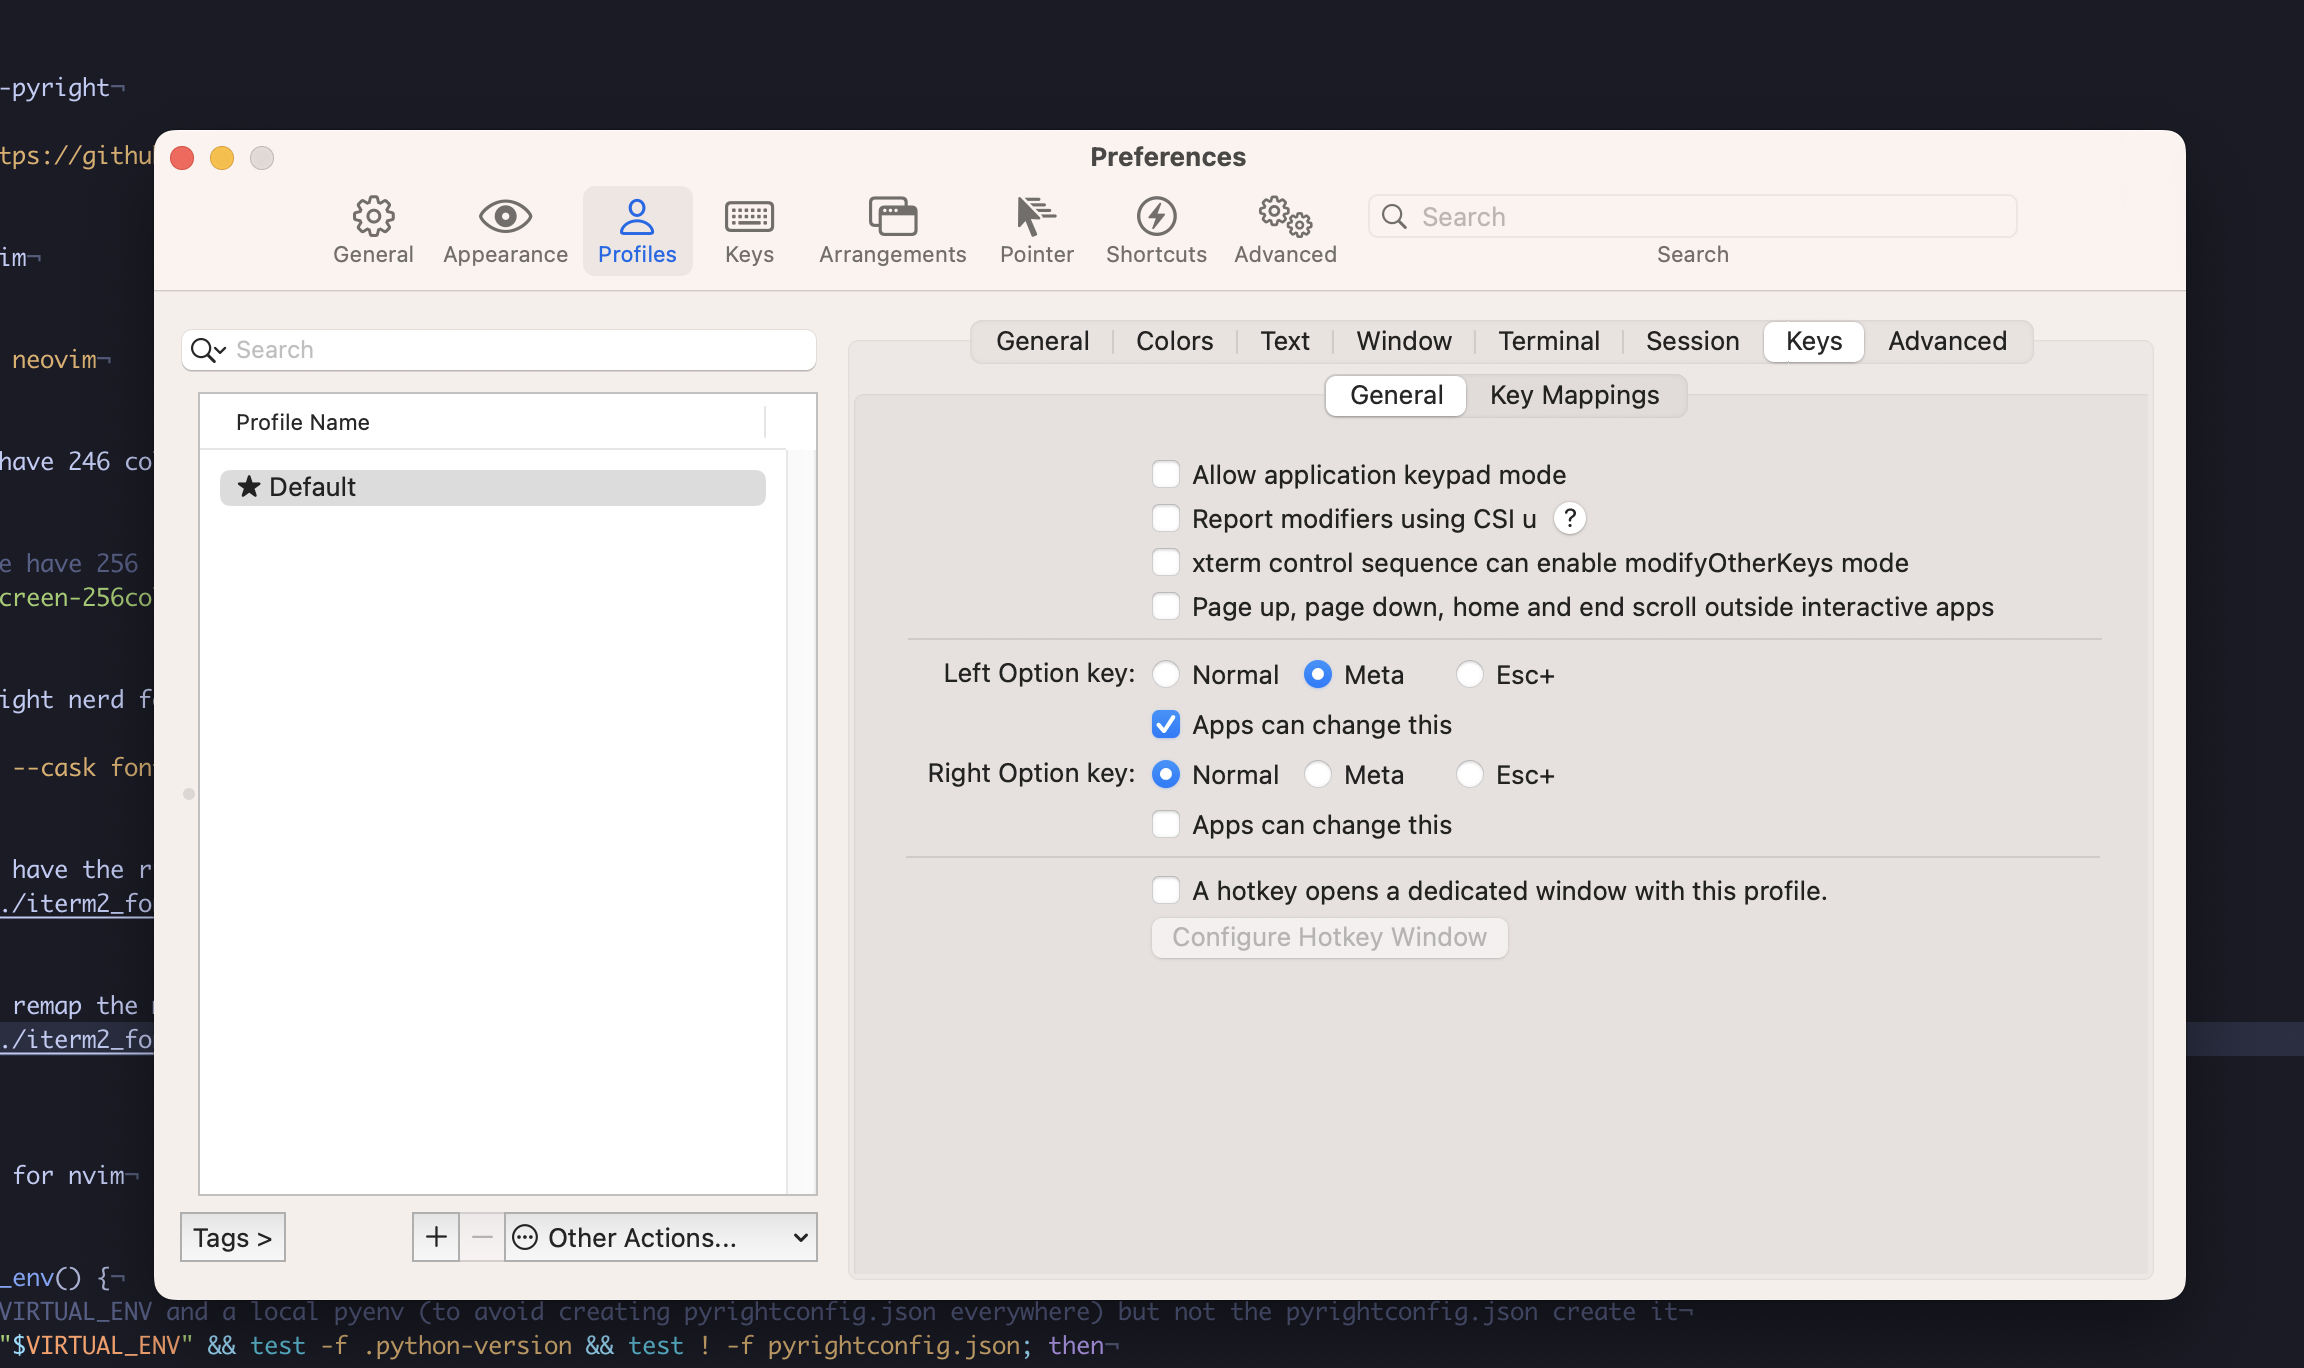 -pyright¬
tps://githu
im¬
neovim¬
have 246 co
e have 256
creen-256co
ight nerd f
--cask fon
have the r
./iterm2_fo
remap the
./iterm2_fo
for nvim¬
_env() {¬
VIRTUAL_ENV and a local pyenv (to avoid creating pyrightconfig.json everywhere) but not the pyrightconfig.json create it¬
"$VIRTUAL_ENV" && test -f .python-version && test ! -f pyrightconfig.json; then¬
Preferences
General
Appearance
Profiles
Keys
Arrangements
Pointer
Shortcuts
Advanced
Search
Search
Search
Profile Name
★ Default
Tags >
+
−
Other Actions...
General Colors Text Window Terminal Session Keys Advanced
General Key Mappings
Allow application keypad mode
Report modifiers using CSI u ?
xterm control sequence can enable modifyOtherKeys mode
Page up, page down, home and end scroll outside interactive apps
Left Option key: Normal Meta Esc+
Apps can change this
Right Option key: Normal Meta Esc+
Apps can change this
A hotkey opens a dedicated window with this profile.
Configure Hotkey Window